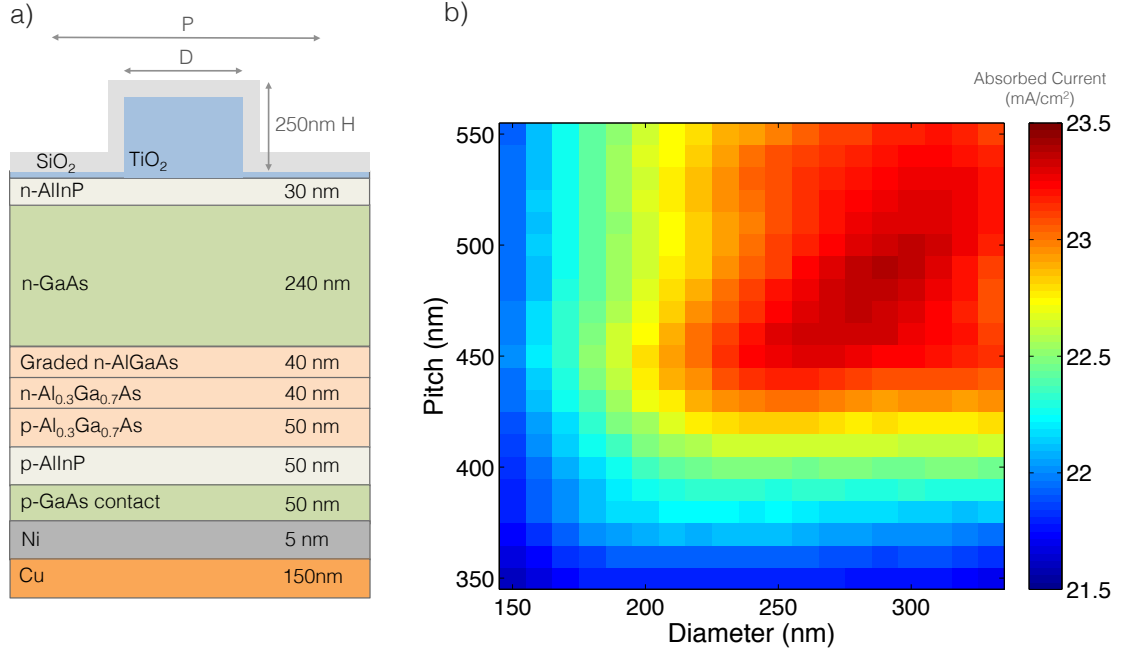 a)
P
D
250nm H
SiO₂
TiO₂
n-AlInP 30 nm
n-GaAs 240 nm
Graded n-AlGaAs 40 nm
n-Al₀.₃Ga₀.₇As 40 nm
p-Al₀.₃Ga₀.₇As 50 nm
p-AlInP 50 nm
p-GaAs contact 50 nm
Ni 5 nm
Cu 150nm
b)
Absorbed Current
(mA/cm²)
550
500
450
400
350
Pitch (nm)
150 200 250 300
Diameter (nm)
23.5
23
22.5
22
21.5